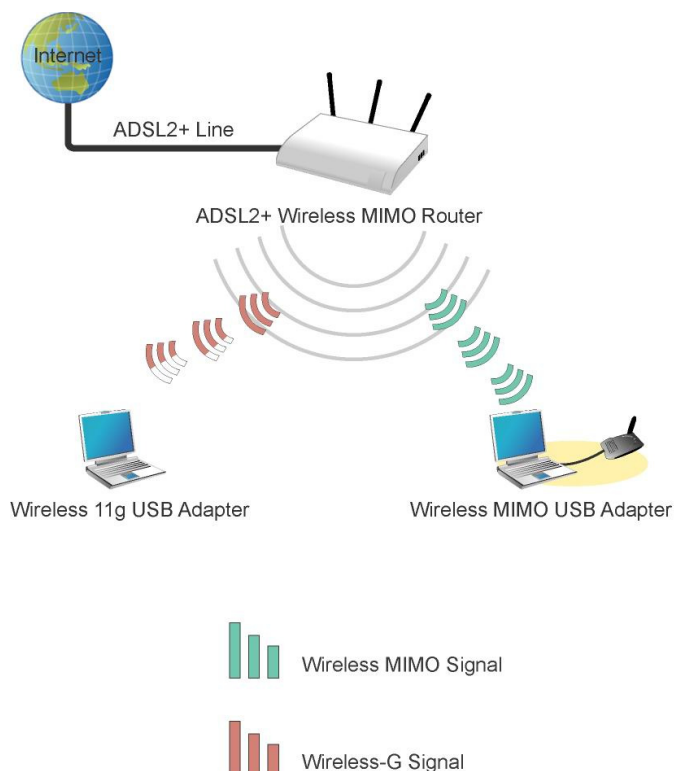 Internet
ADSL2+ Line
ADSL2+ Wireless MIMO Router
Wireless 11g USB Adapter
Wireless MIMO USB Adapter
Wireless MIMO Signal
Wireless-G Signal